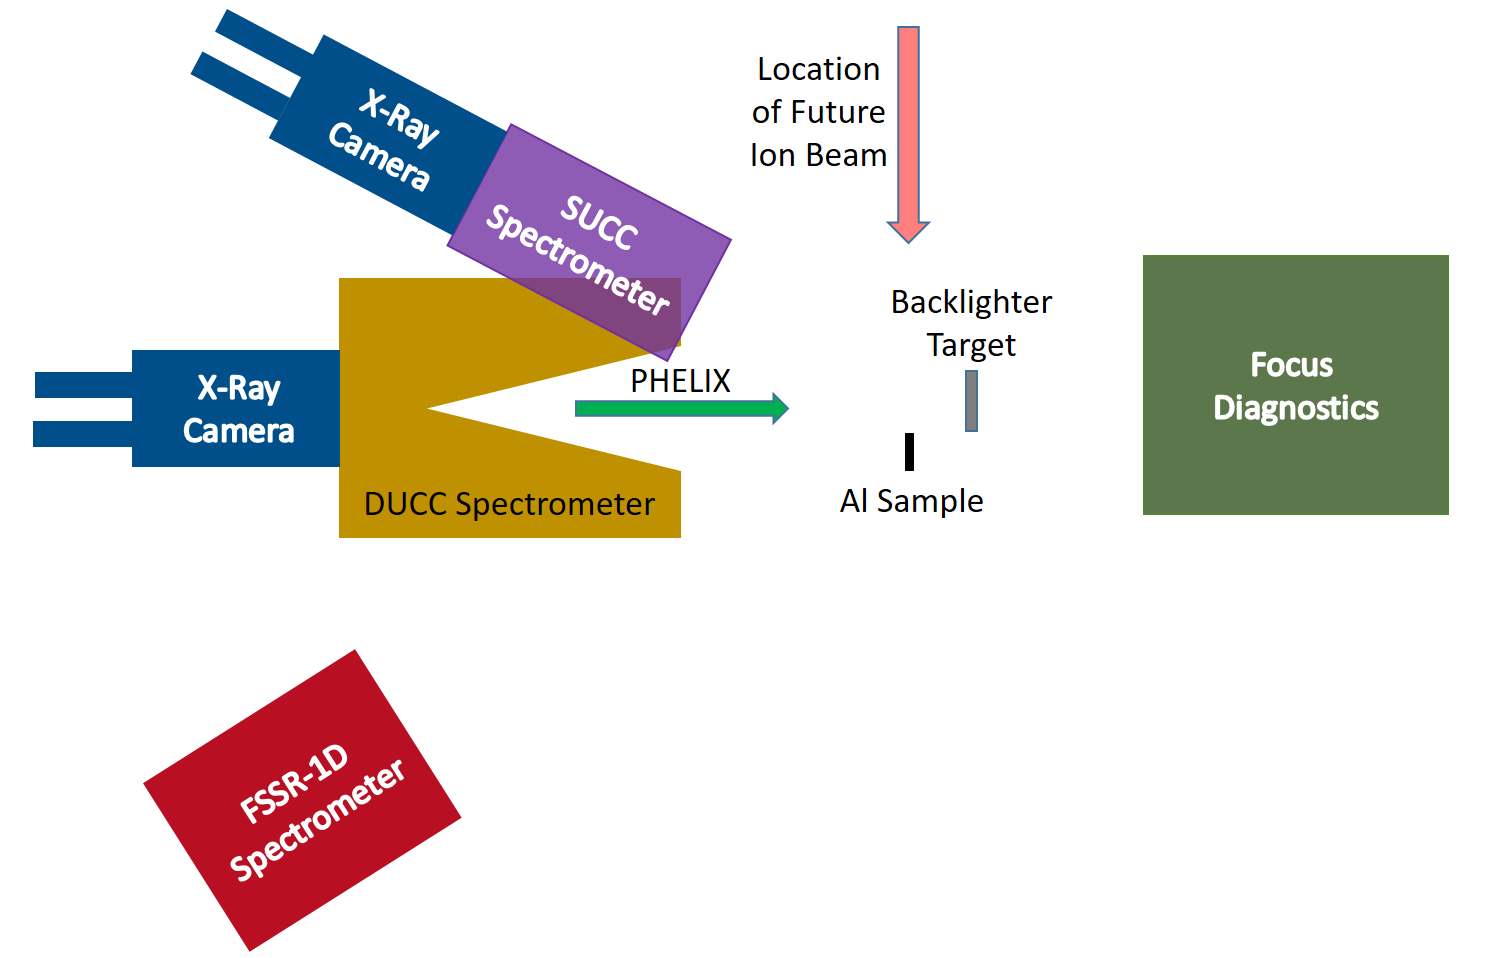 X-Ray
Camera
SUCC
Spectrometer
Location
of Future
Ion Beam
Backlighter
Target
Focus
Diagnostics
PHELIX
X-Ray
Camera
DUCC Spectrometer
Al Sample
FSSR-1D
Spectrometer